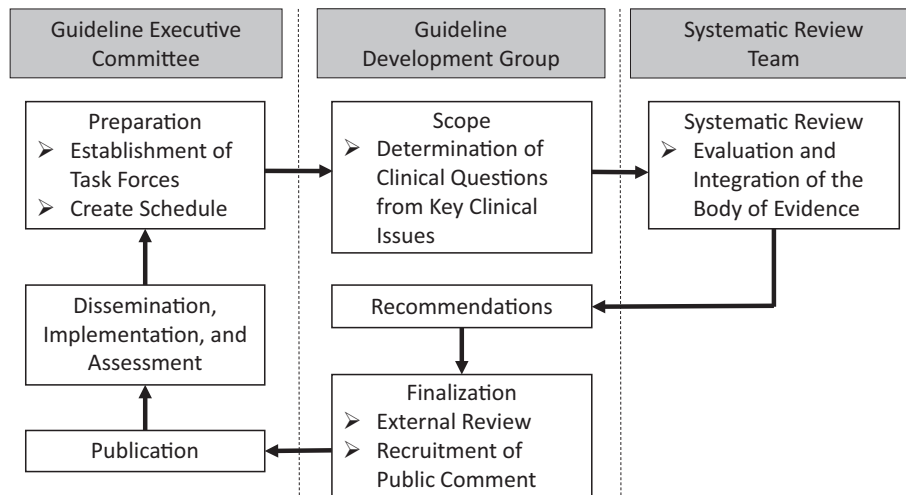 Guideline Executive
Committee
Guideline
Development Group
Systematic Review
Team
Preparation
➢ Establishment of
Task Forces
➢ Create Schedule
Scope
➢ Determination of
Clinical Questions
from Key Clinical
Issues
Systematic Review
➢ Evaluation and
Integration of the
Body of Evidence
Dissemination,
Implementation, and
Assessment
Recommendations
Finalization
➢ External Review
➢ Recruitment of
Public Comment
Publication